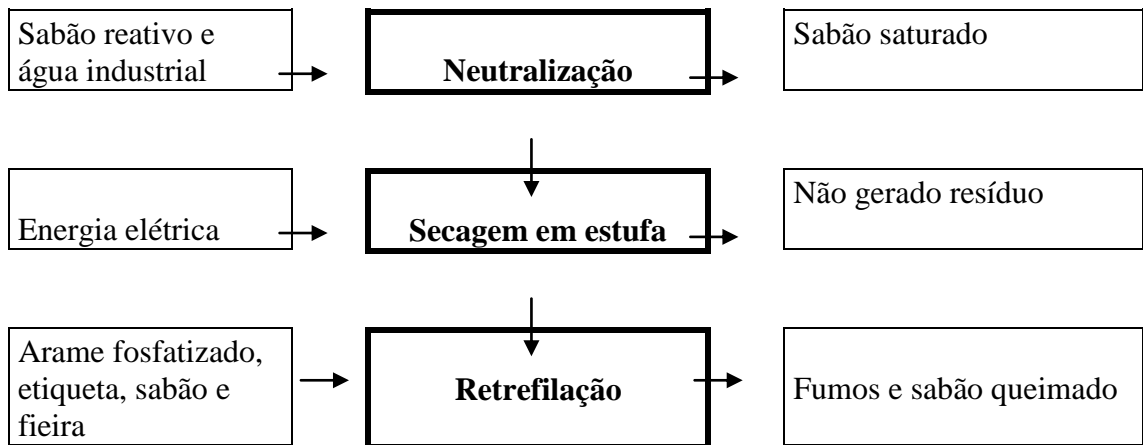 Sabão reativo e
água industrial
Neutralização
Sabão saturado
Energia elétrica
Secagem em estufa
Não gerado resíduo
Arame fosfatizado,
etiqueta, sabão e
fieira
Retrefilação
Fumos e sabão queimado